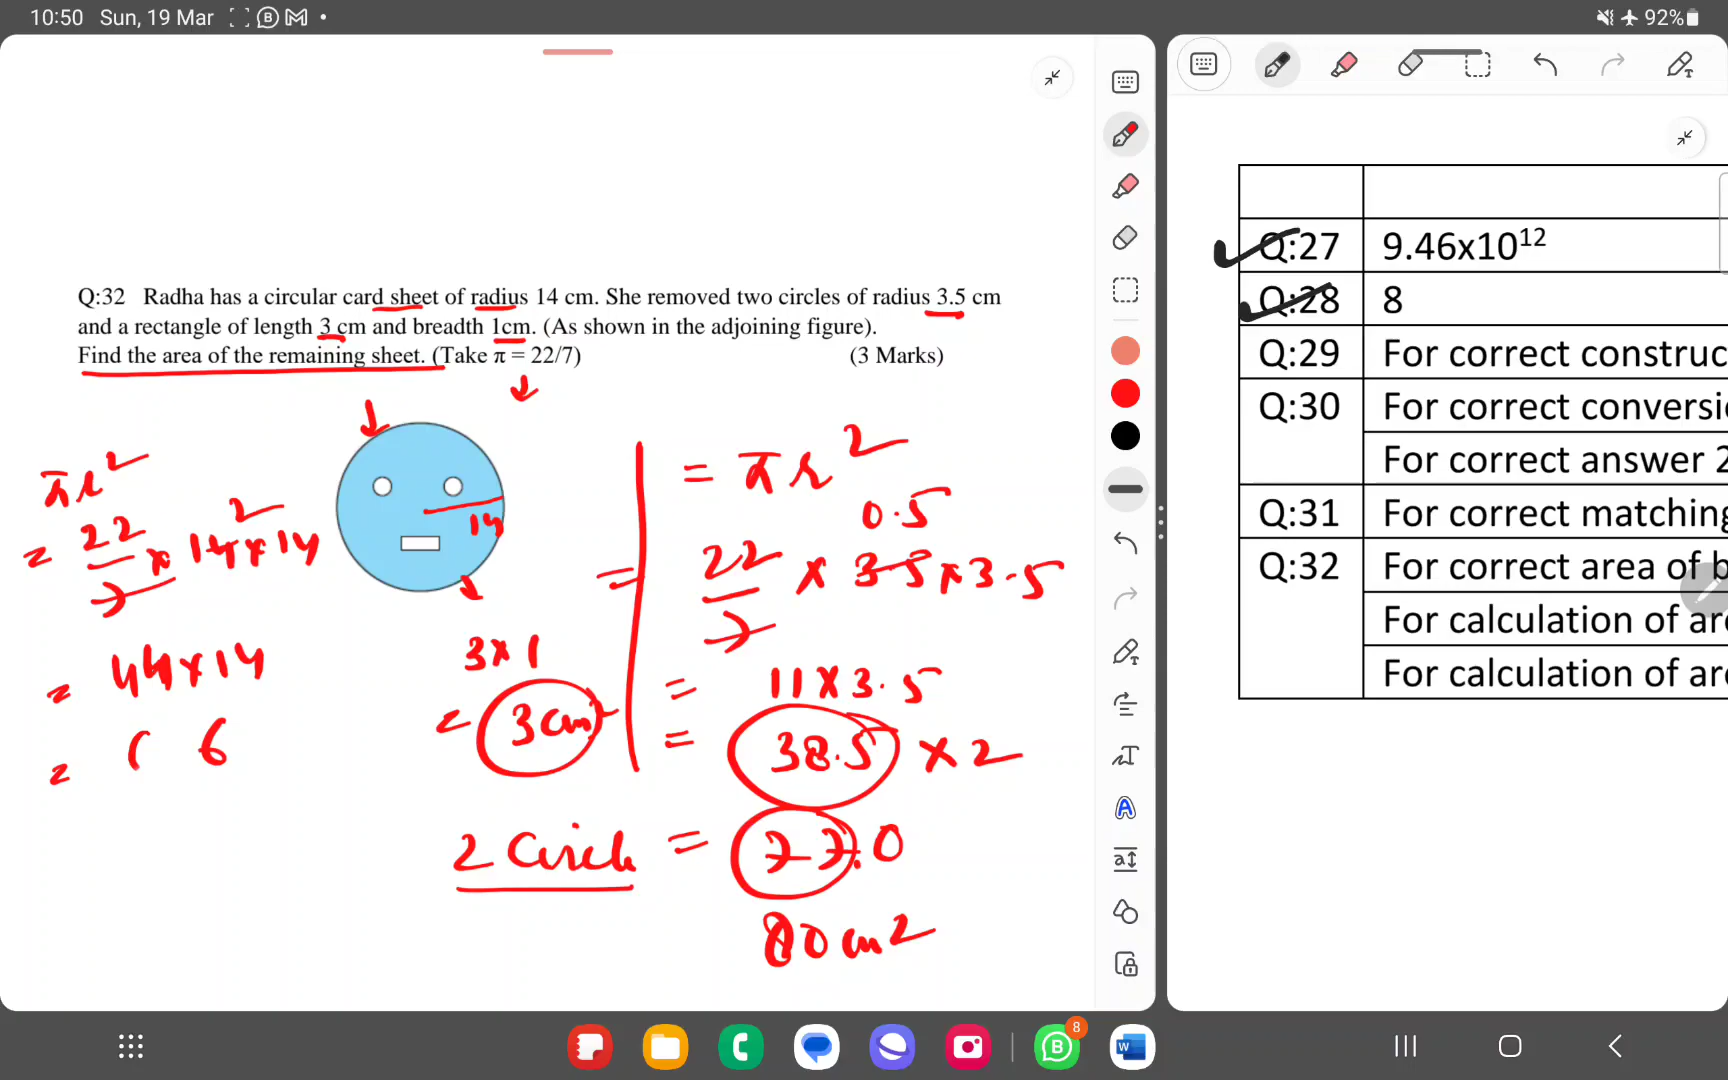 10:50 Sun, 19 Mar
92%
Q:32 Radha has a circular card sheet of radius 14 cm. She removed two circles of radius 3.5 cm
and a rectangle of length 3 cm and breadth 1cm. (As shown in the adjoining figure).
Find the area of the remaining sheet. (Take π = 22/7) (3 Marks)
πr²
= 22/7 × 14 × 14
2
= 44×14
= ( 6
14
3×1
= 3cm²
= πr²
0.5
= 22/7 × 3.5 × 3.5
= 11×3.5
= 38.5 × 2
2 Circle = 77.0
80 cm2
Q:27 9.46x10¹²
Q:28 8
Q:29 For correct construc
Q:30 For correct conversi
For correct answer 2
Q:31 For correct matching
Q:32 For correct area of b
For calculation of are
For calculation of are
8